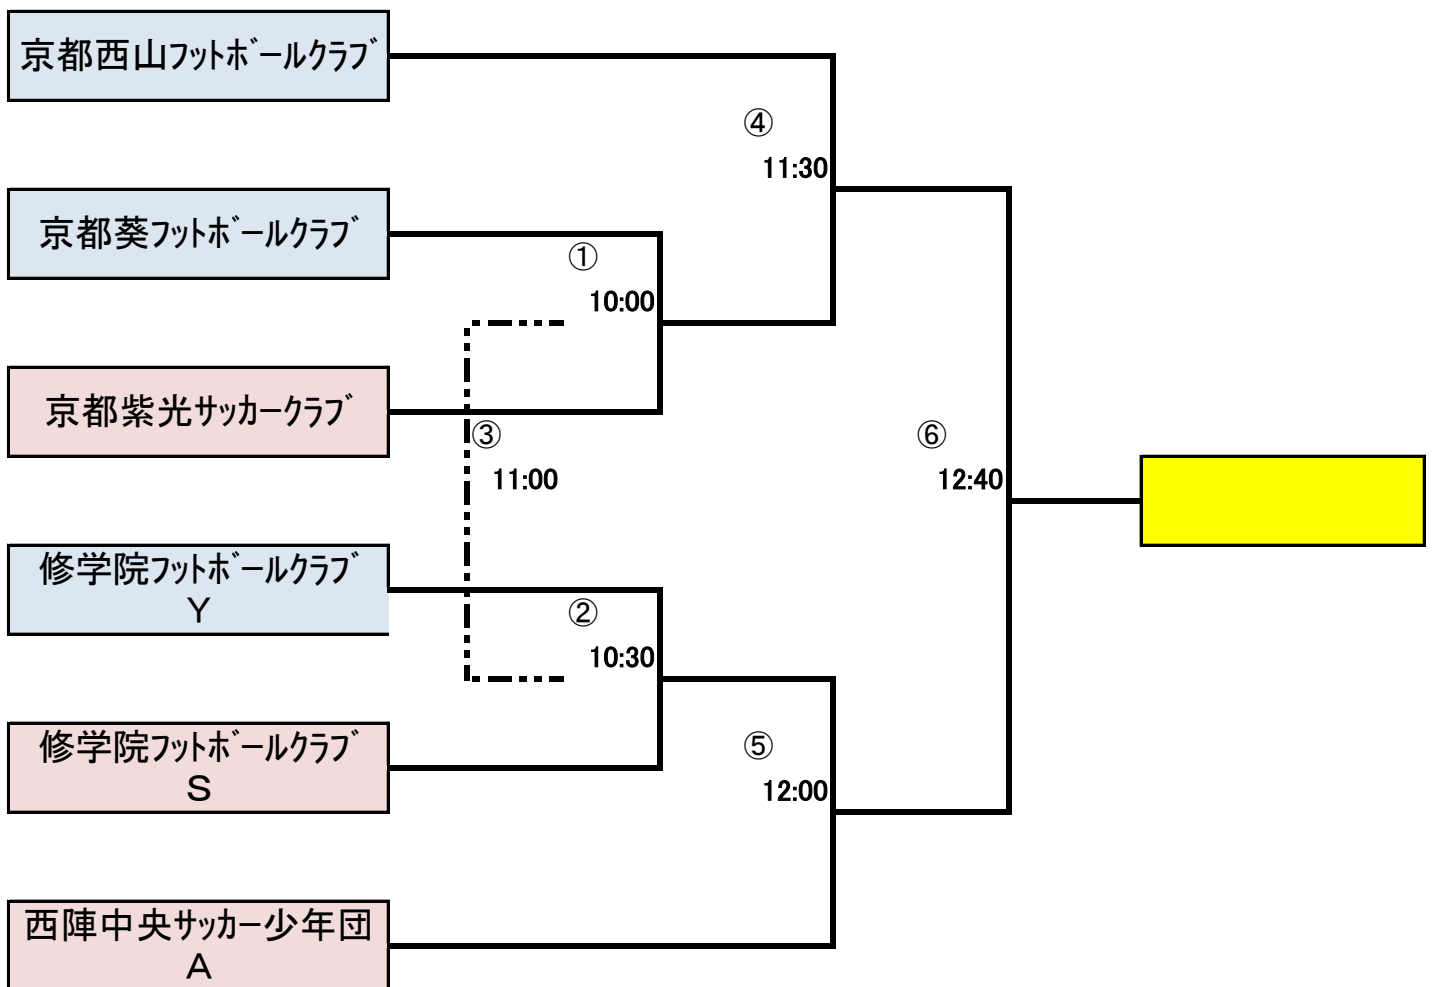 京都西山ﾌｯﾄﾎﾞｰﾙｸﾗﾌﾞ
④
11:30
京都葵ﾌｯﾄﾎﾞｰﾙｸﾗﾌﾞ
①
10:00
京都紫光ｻｯｶｰｸﾗﾌﾞ
③
11:00
⑥
12:40
修学院ﾌｯﾄﾎﾞｰﾙｸﾗﾌﾞ
Ｙ
②
10:30
修学院ﾌｯﾄﾎﾞｰﾙｸﾗﾌﾞ
Ｓ
⑤
12:00
西陣中央ｻｯｶｰ少年団
Ａ